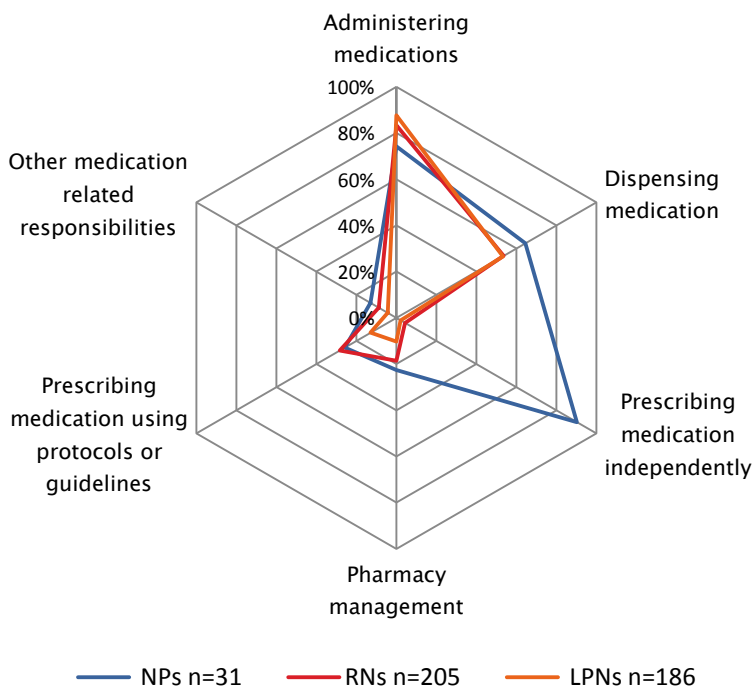 Administering
medications
100%
80%
60%
40%
20%
0%
Dispensing
medication
Prescribing
medication
independently
Pharmacy
management
Prescribing
medication using
protocols or
guidelines
Other medication
related
responsibilities
NPs n=31 RNs n=205 LPNs n=186